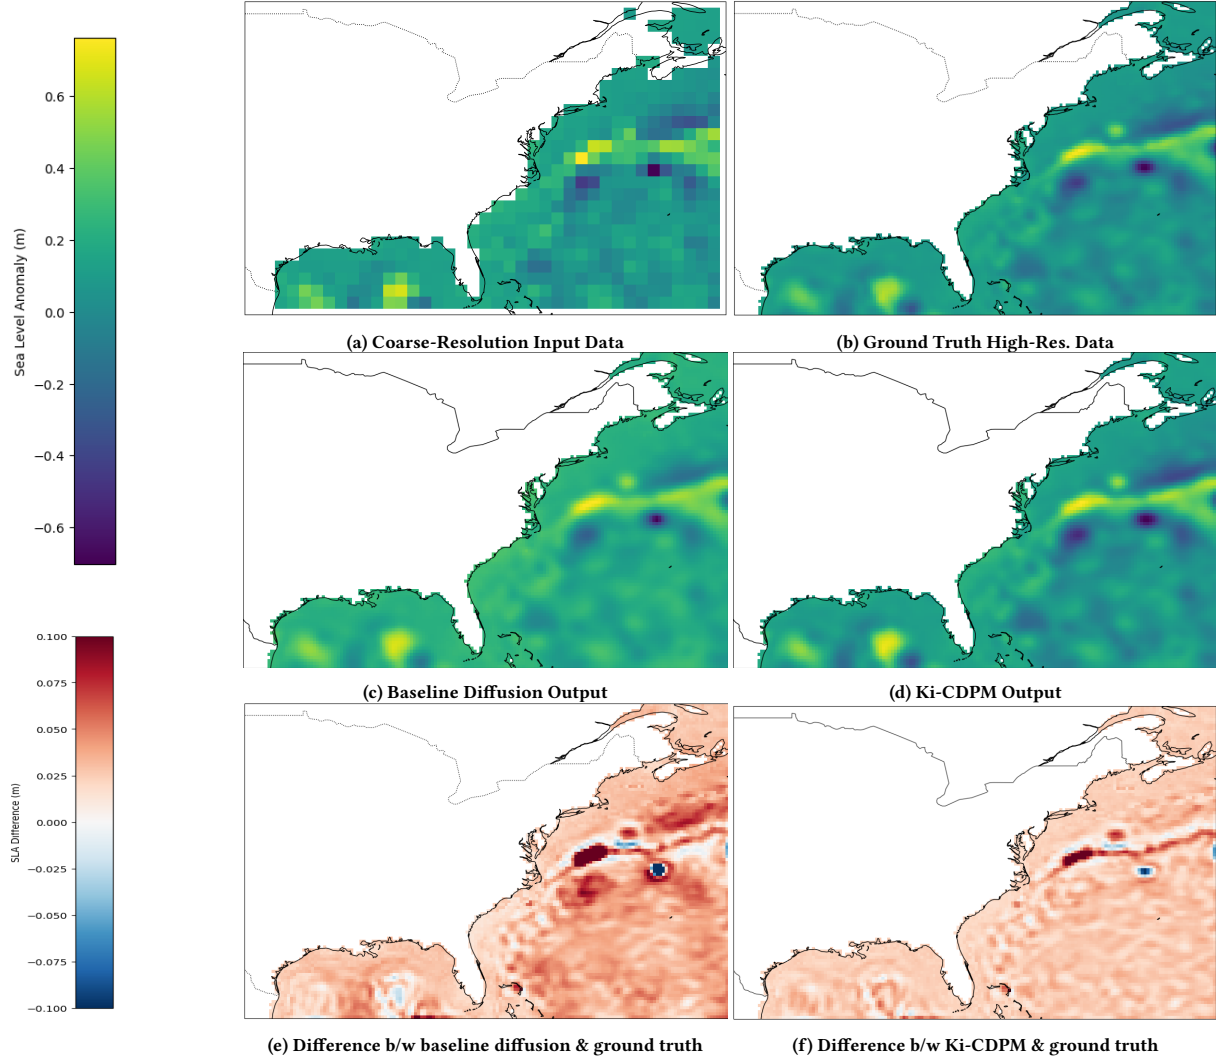 Sea Level Anomaly (m)
0.6
0.4
0.2
0.0
−0.2
−0.4
−0.6
(a) Coarse-Resolution Input Data
(b) Ground Truth High-Res. Data
(c) Baseline Diffusion Output
(d) Ki-CDPM Output
SLA Difference (m)
0.100
0.075
0.050
0.025
0.000
−0.025
−0.050
−0.075
−0.100
(e) Difference b/w baseline diffusion & ground truth
(f) Difference b/w Ki-CDPM & ground truth